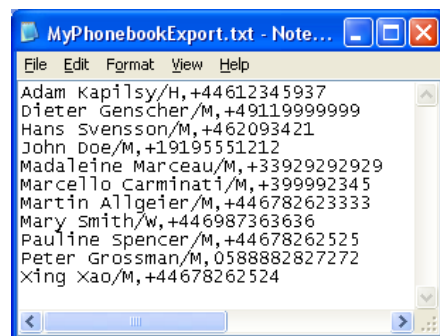 MyPhonebookExport.txt - Note...
File Edit Format View Help
Adam Kapilsy/H,+44612345937
Dieter Genscher/M,+49119999999
Hans Svensson/M,+462093421
John Doe/M,+19195551212
Madaleine Marceau/M,+33929292929
Marcello Carminati/M,+399992345
Martin Allgeier/M,+446782623333
Mary Smith/W,+446987363636
Pauline Spencer/M,+44678262525
Peter Grossman/M,0588882827272
Xing Xao/M,+44678262524